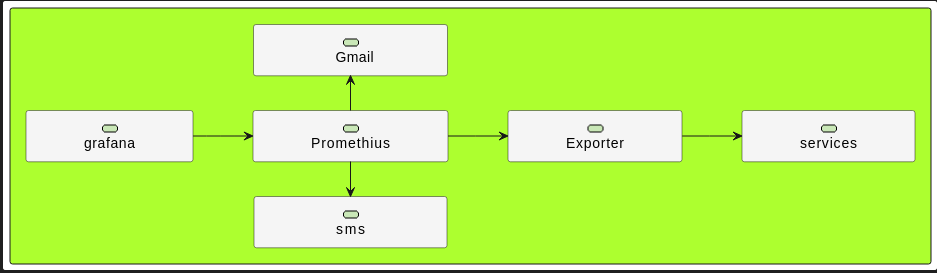 Gmail
grafana
Promethius
Exporter
services
sms